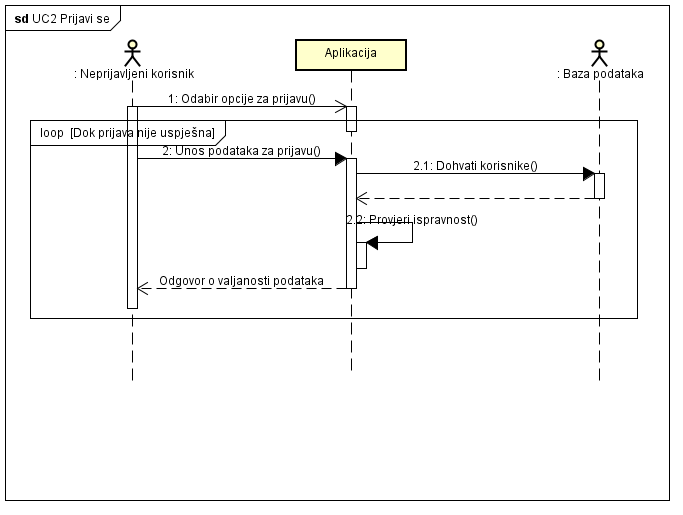 sd UC2 Prijavi se
: Neprijavljeni korisnik
Aplikacija
: Baza podataka
1: Odabir opcije za prijavu()
loop [Dok prijava nije uspješna]
2: Unos podataka za prijavu()
2.1: Dohvati korisnike()
2.2: Provjeri ispravnost()
Odgovor o valjanosti podataka